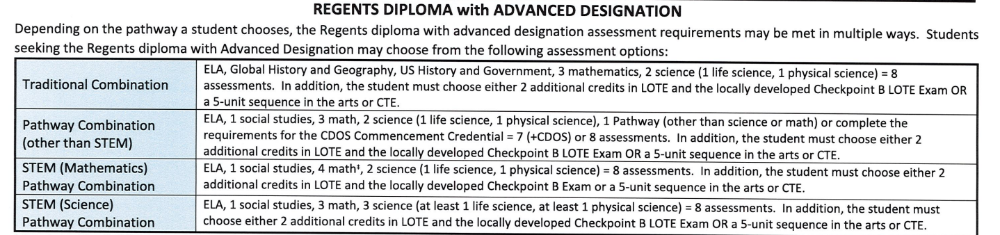 REGENTS DIPLOMA with ADVANCED DESIGNATION
Depending on the pathway a student chooses, the Regents diploma with advanced designation assessment requirements may be met in multiple ways. Students
seeking the Regents diploma with Advanced Designation may choose from the following assessment options:
Traditional Combination
ELA, Global History and Geography, US History and Government, 3 mathematics, 2 science (1 life science, 1 physical science) = 8
assessments. In addition, the student must choose either 2 additional credits in LOTE and the locally developed Checkpoint B LOTE Exam OR
a 5-unit sequence in the arts or CTE.
Pathway Combination
(other than STEM)
ELA, 1 social studies, 3 math, 2 science (1 life science, 1 physical science), 1 Pathway (other than science or math) or complete the
requirements for the CDOS Commencement Credential = 7 (+CDOS) or 8 assessments. In addition, the student must choose either 2
additional credits in LOTE and the locally developed Checkpoint B LOTE Exam OR a 5-unit sequence in the arts or CTE.
STEM (Mathematics)
Pathway Combination
ELA, 1 social studies, 4 math‡, 2 science (1 life science, 1 physical science) = 8 assessments. In addition, the student must choose either 2
additional credits in LOTE and the locally developed Checkpoint B Exam or a 5-unit sequence in the arts or CTE.
STEM (Science)
Pathway Combination
ELA, 1 social studies, 3 math, 3 science (at least 1 life science, at least 1 physical science) = 8 assessments. In addition, the student must
choose either 2 additional credits in LOTE and the locally developed Checkpoint B LOTE Exam OR a 5-unit sequence in the arts or CTE.